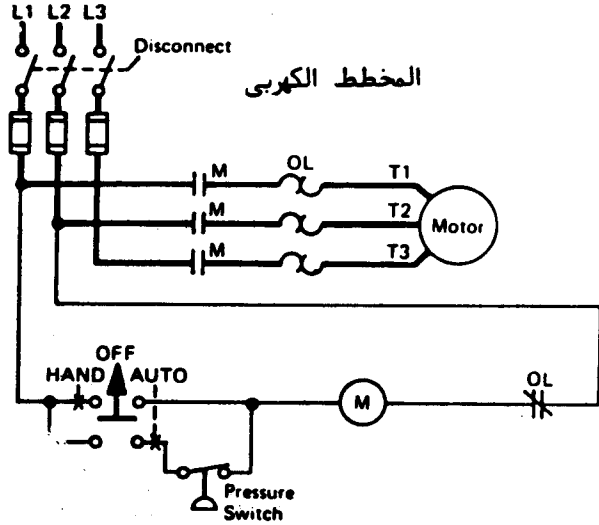 L1 L2 L3
Disconnect
المخطط الكهربى
M OL T1
M T2
Motor
M T3
OFF
HAND AUTO
M
OL
Pressure
Switch